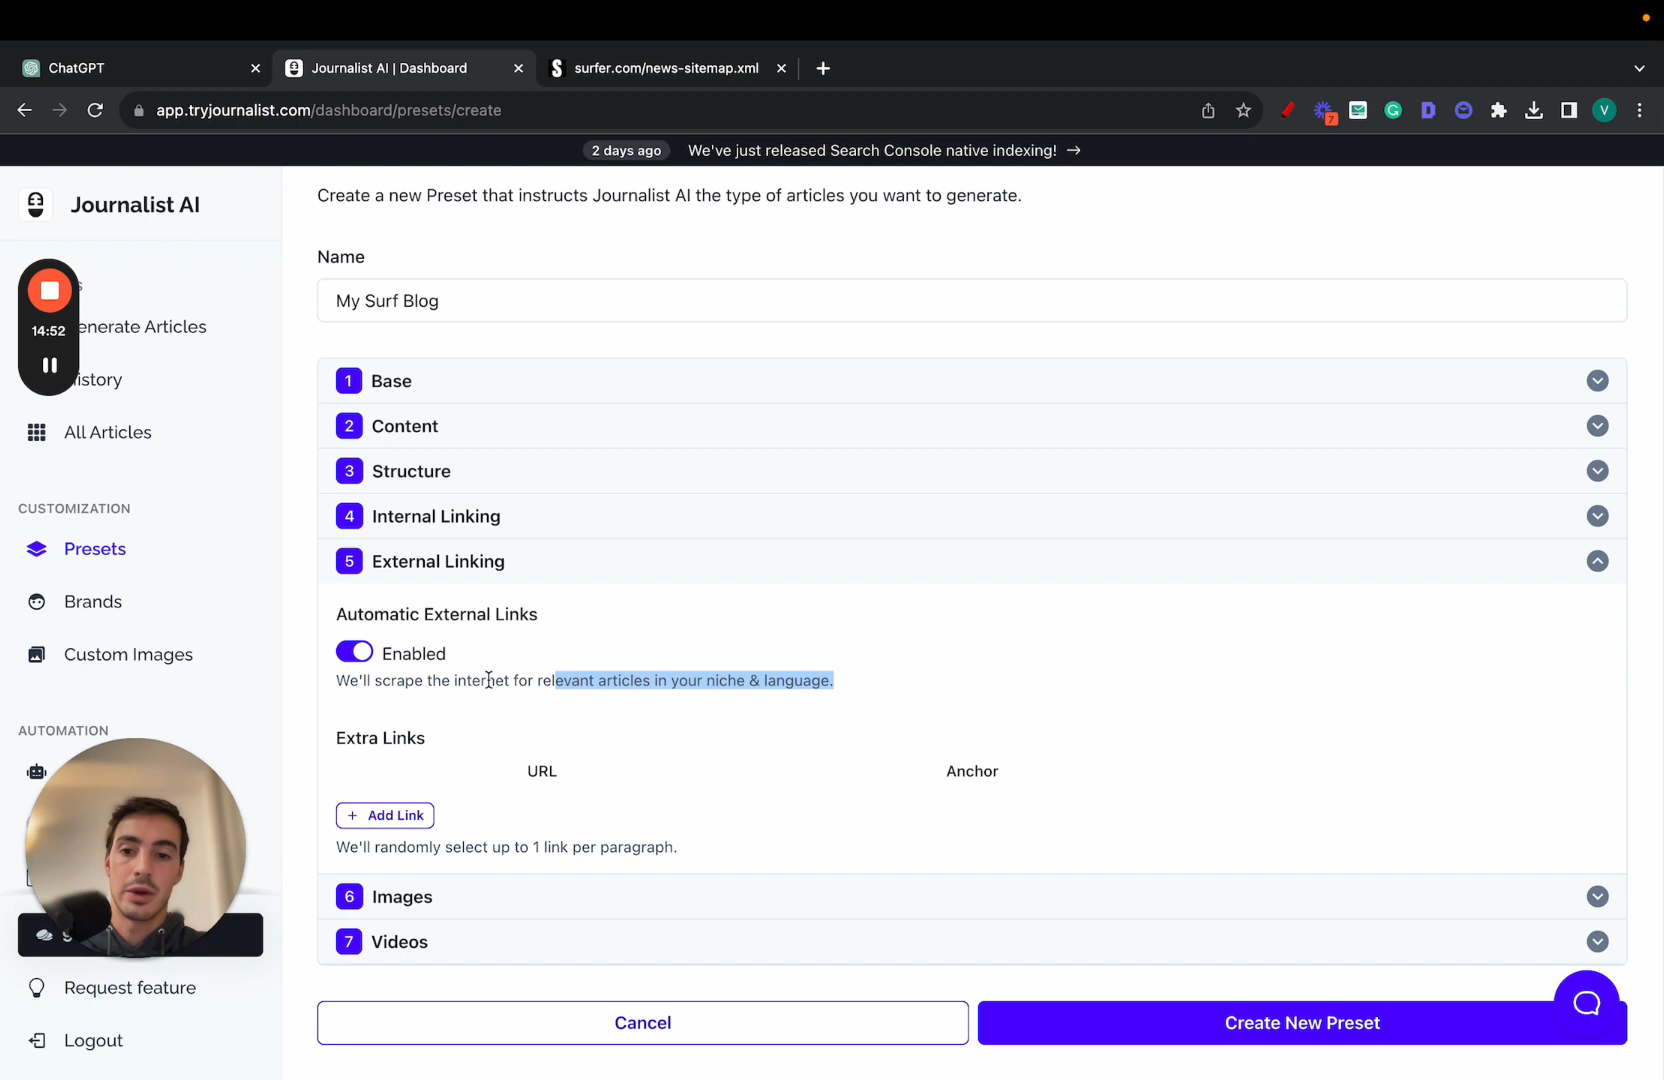 ChatGPT
Journalist AI | Dashboard
surfer.com/news-sitemap.xml
app.tryjournalist.com/dashboard/presets/create
7
V
2 days ago
We've just released Search Console native indexing! →
Journalist AI
14:52
enerate Articles
istory
All Articles
CUSTOMIZATION
Presets
Brands
Custom Images
AUTOMATION
Request feature
Logout
Create a new Preset that instructs Journalist AI the type of articles you want to generate.
Name
My Surf Blog
1 Base
2 Content
3 Structure
4 Internal Linking
5 External Linking
Automatic External Links
Enabled
We'll scrape the internet for relevant articles in your niche & language.
Extra Links
URL Anchor
+ Add Link
We'll randomly select up to 1 link per paragraph.
6 Images
7 Videos
Cancel
Create New Preset